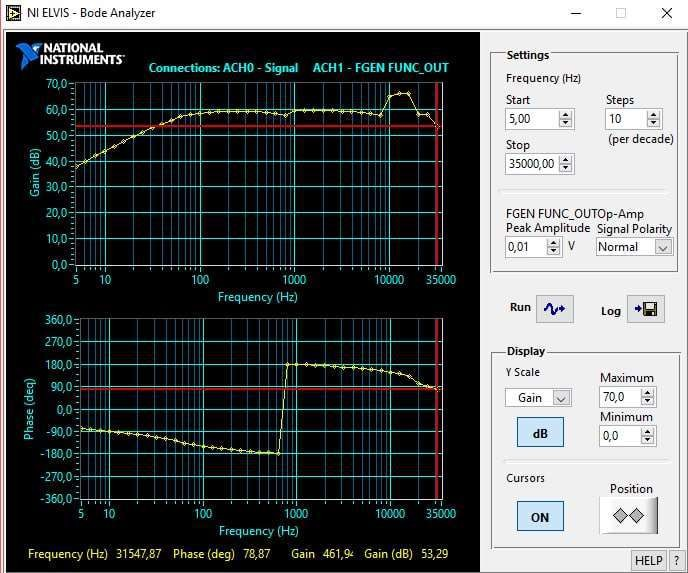 NI ELVIS - Bode Analyzer
NATIONAL
INSTRUMENTS
Connections: ACH0 - Signal ACH1 - FGEN FUNC_OUT
70,0
60,0
50,0
40,0
30,0
20,0
10,0
0,0
Gain (dB)
5 10 100 1000 10000 35000
Frequency (Hz)
360,0
270,0
180,0
90,0
0,0
-90,0
-180,0
-270,0
-360,0
Phase (deg)
5 10 100 1000 10000 35000
Frequency (Hz)
Frequency (Hz) 31547,87 Phase (deg) 78,87 Gain 461,94 Gain (dB) 53,29
Settings
Frequency (Hz)
Start Steps
5,00 10
Stop (per decade)
35000,00
FGEN FUNC_OUT Op-Amp
Peak Amplitude Signal Polarity
0,01 V Normal
Run Log
Display
Y Scale
Gain
Maximum
70,0
Minimum
dB
0,0
Cursors
Position
ON
HELP ?